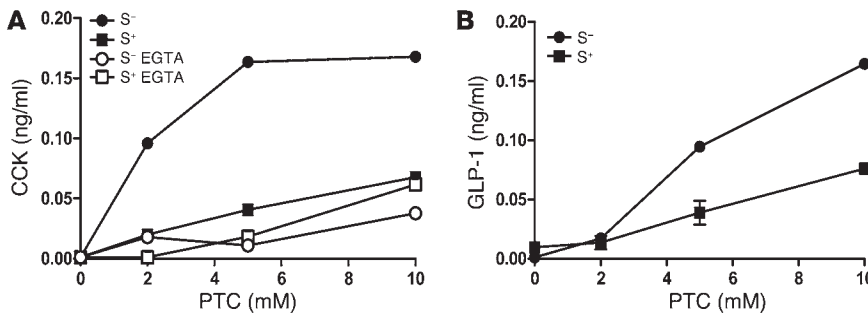 A
S⁻
S⁺
S⁻ EGTA
S⁺ EGTA
CCK (ng/ml)
0.20
0.15
0.10
0.05
0.00
0 2 4 6 8 10
PTC (mM)
B
S⁻
S⁺
GLP-1 (ng/ml)
0.20
0.15
0.10
0.05
0.00
0 2 4 6 8 10
PTC (mM)